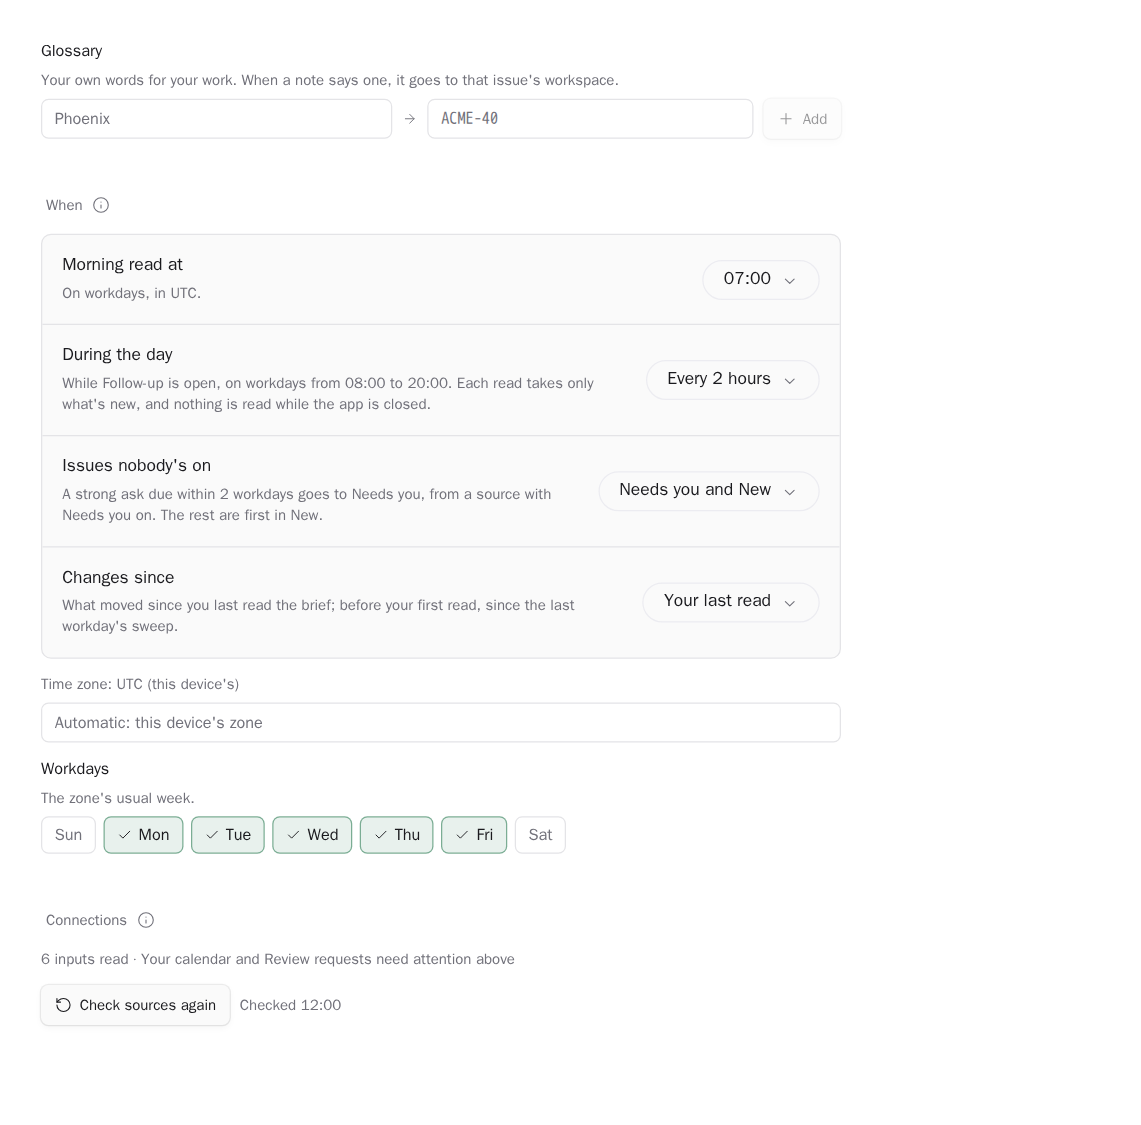 Glossary
Your own words for your work. When a note says one, it goes to that issue's workspace.
Phoenix → ACME-40 + Add
When
Morning read at
On workdays, in UTC.
07:00
During the day
While Follow-up is open, on workdays from 08:00 to 20:00. Each read takes only
what's new, and nothing is read while the app is closed.
Every 2 hours
Issues nobody's on
A strong ask due within 2 workdays goes to Needs you, from a source with
Needs you on. The rest are first in New.
Needs you and New
Changes since
What moved since you last read the brief; before your first read, since the last
workday's sweep.
Your last read
Time zone: UTC (this device's)
Automatic: this device's zone
Workdays
The zone's usual week.
Sun Mon Tue Wed Thu Fri Sat
Connections
6 inputs read · Your calendar and Review requests need attention above
Check sources again Checked 12:00